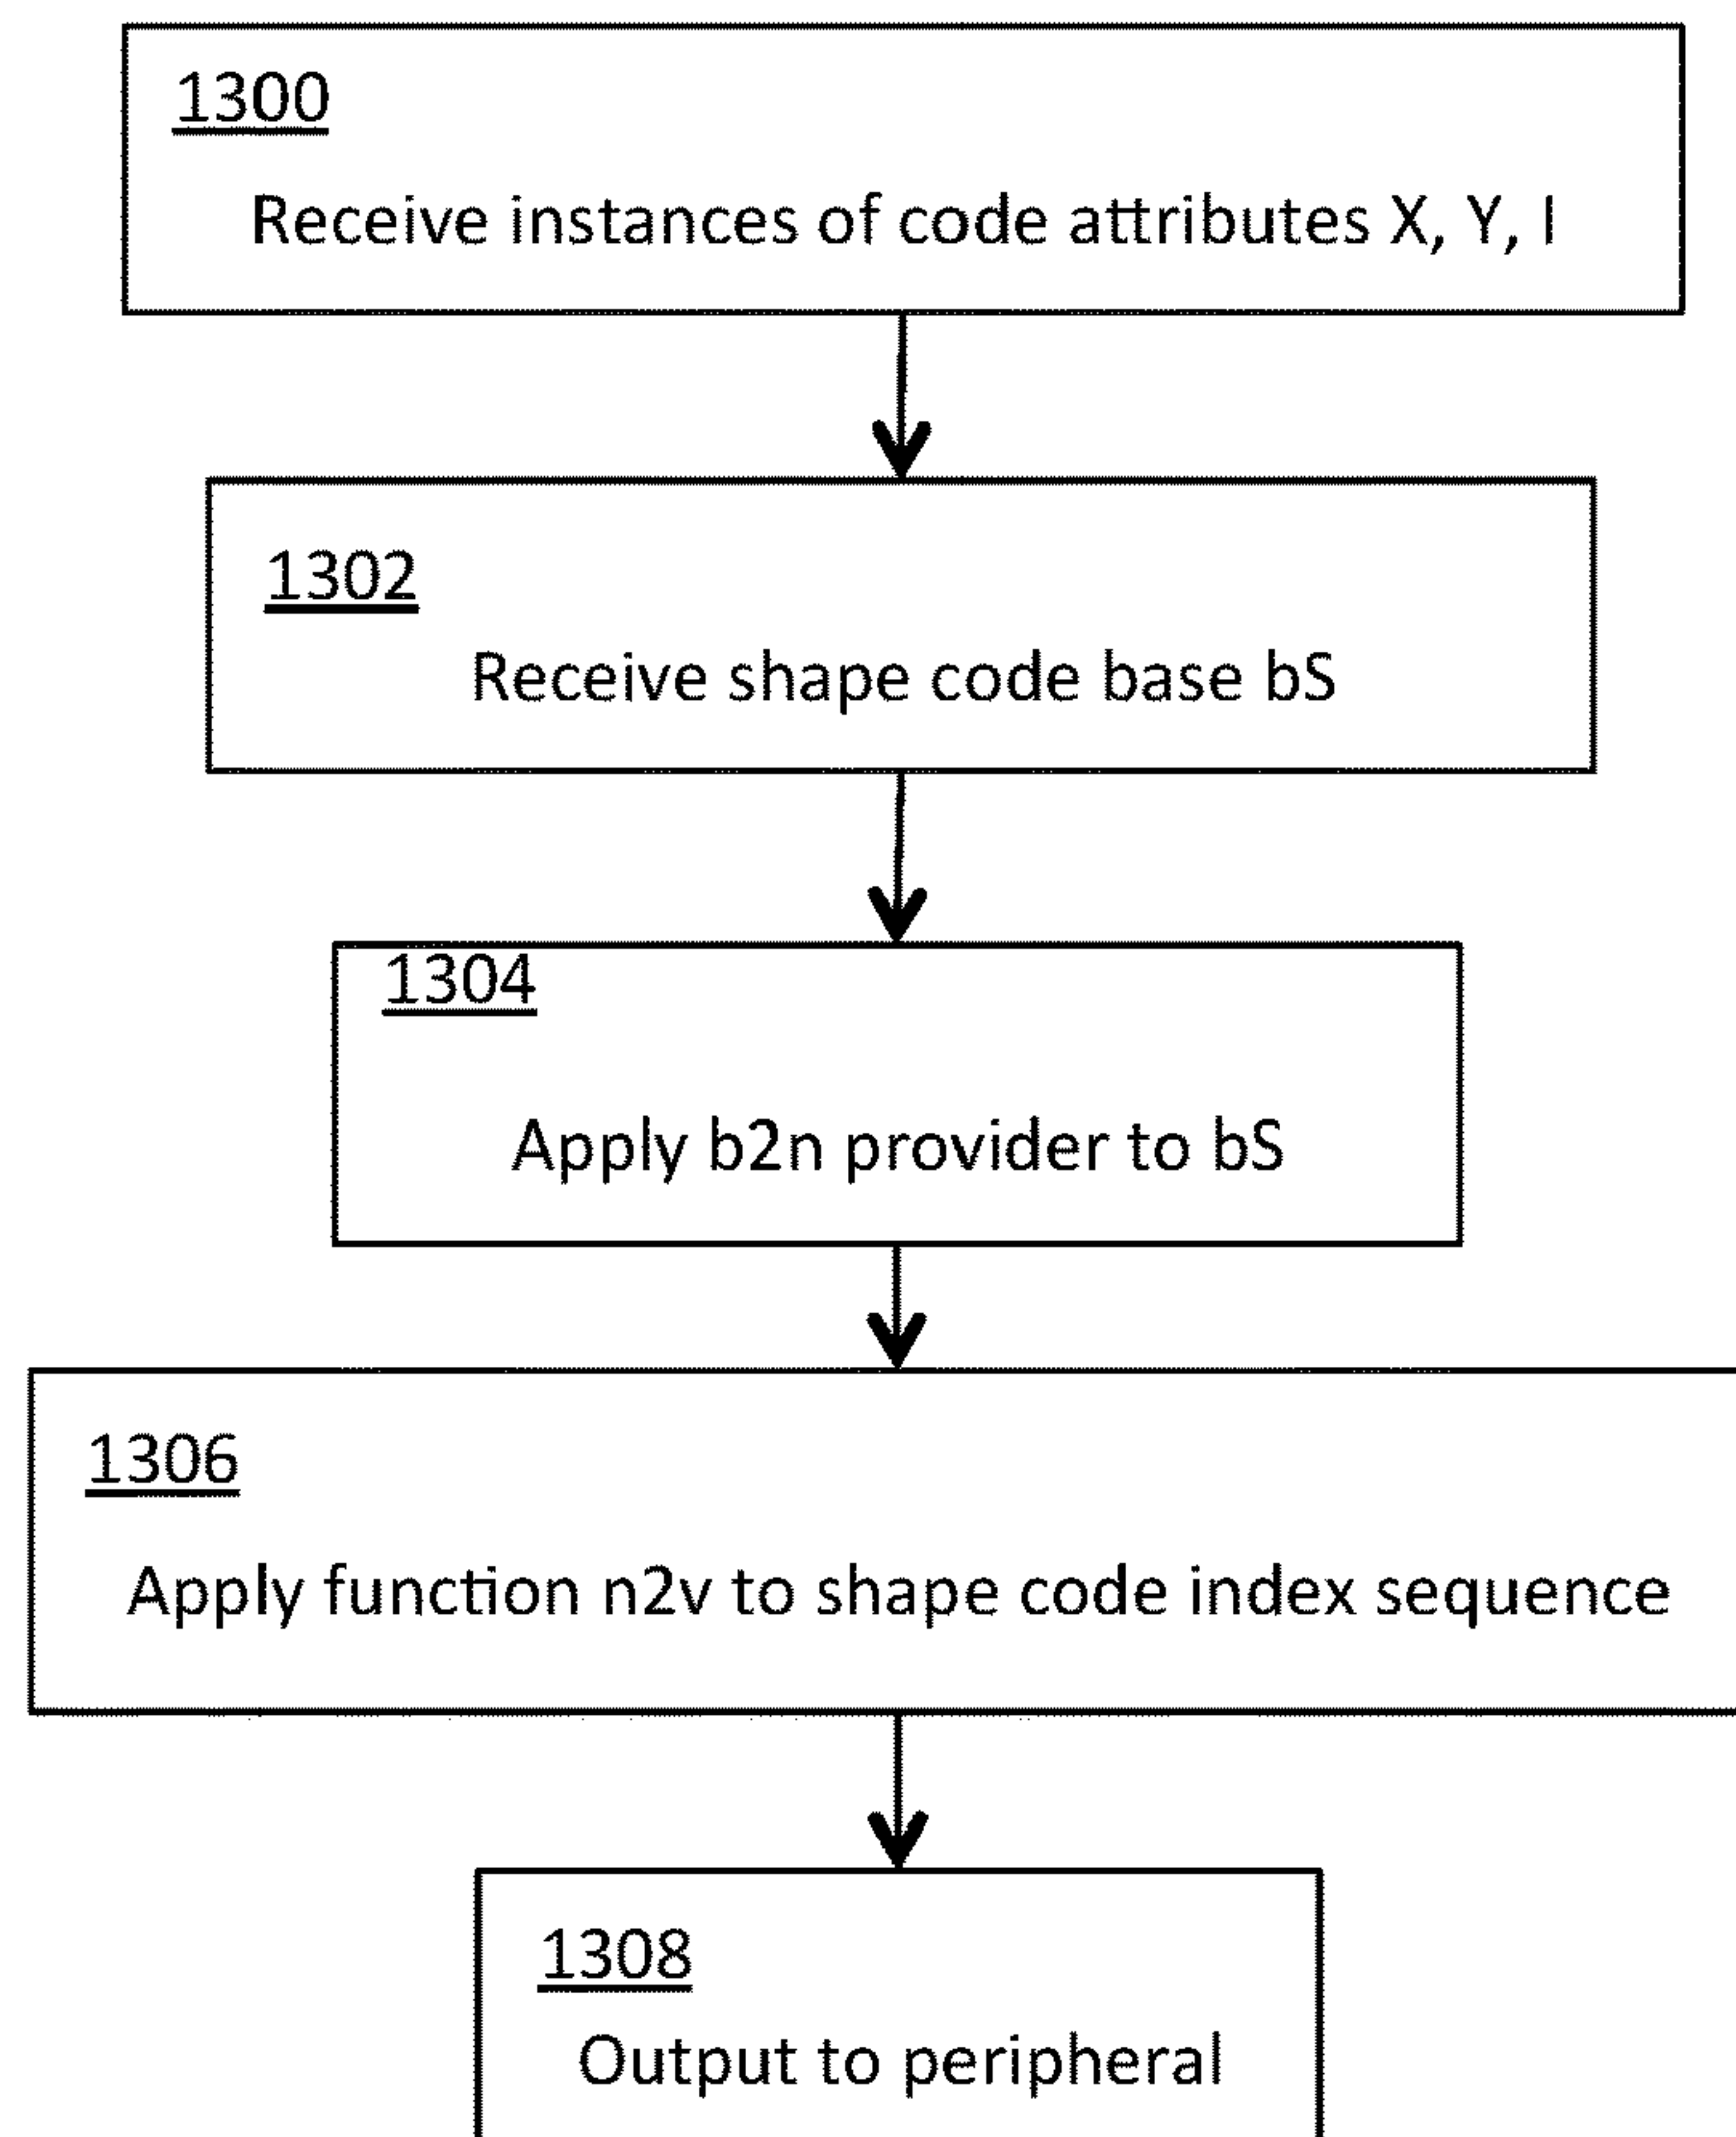 1300
Receive instances of code attributes X, Y, I
1302
Receive shape code base bS
1304
Apply b2n provider to bS
1306
Apply function n2v to shape code index sequence
1308
Output to peripheral